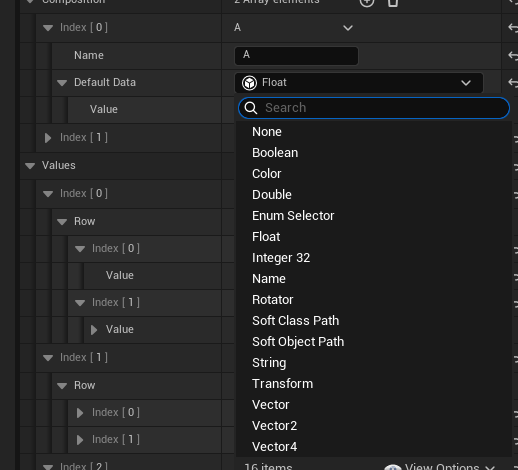 Composition 2 Array elements
Index [ 0 ] A
Name A
Default Data Float
Search
Value
None
Boolean
Color
Double
Enum Selector
Float
Integer 32
Name
Rotator
Soft Class Path
Soft Object Path
String
Transform
Vector
Vector2
Vector4
16 items View Options
Index [ 1 ]
Values
Index [ 0 ]
Row
Index [ 0 ]
Value
Index [ 1 ]
Value
Index [ 1 ]
Row
Index [ 0 ]
Index [ 1 ]
Index [ 2 ]